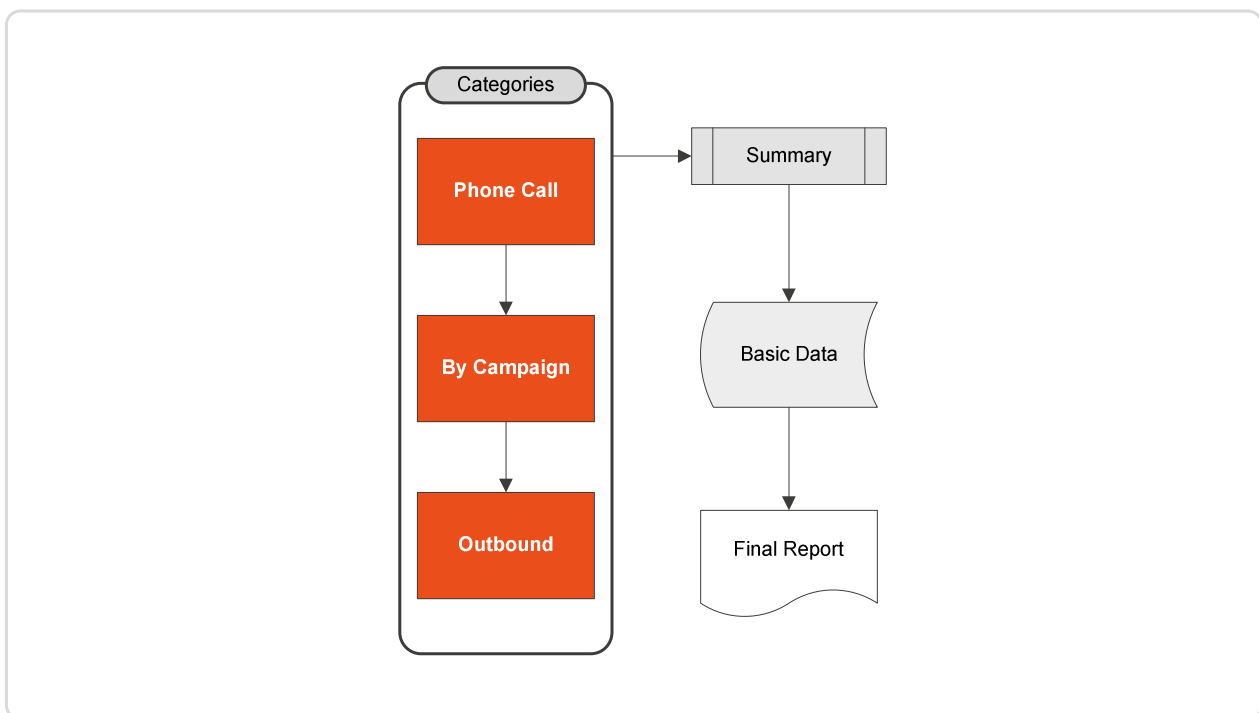 Categories
Phone Call
By Campaign
Outbound
Summary
Basic Data
Final Report